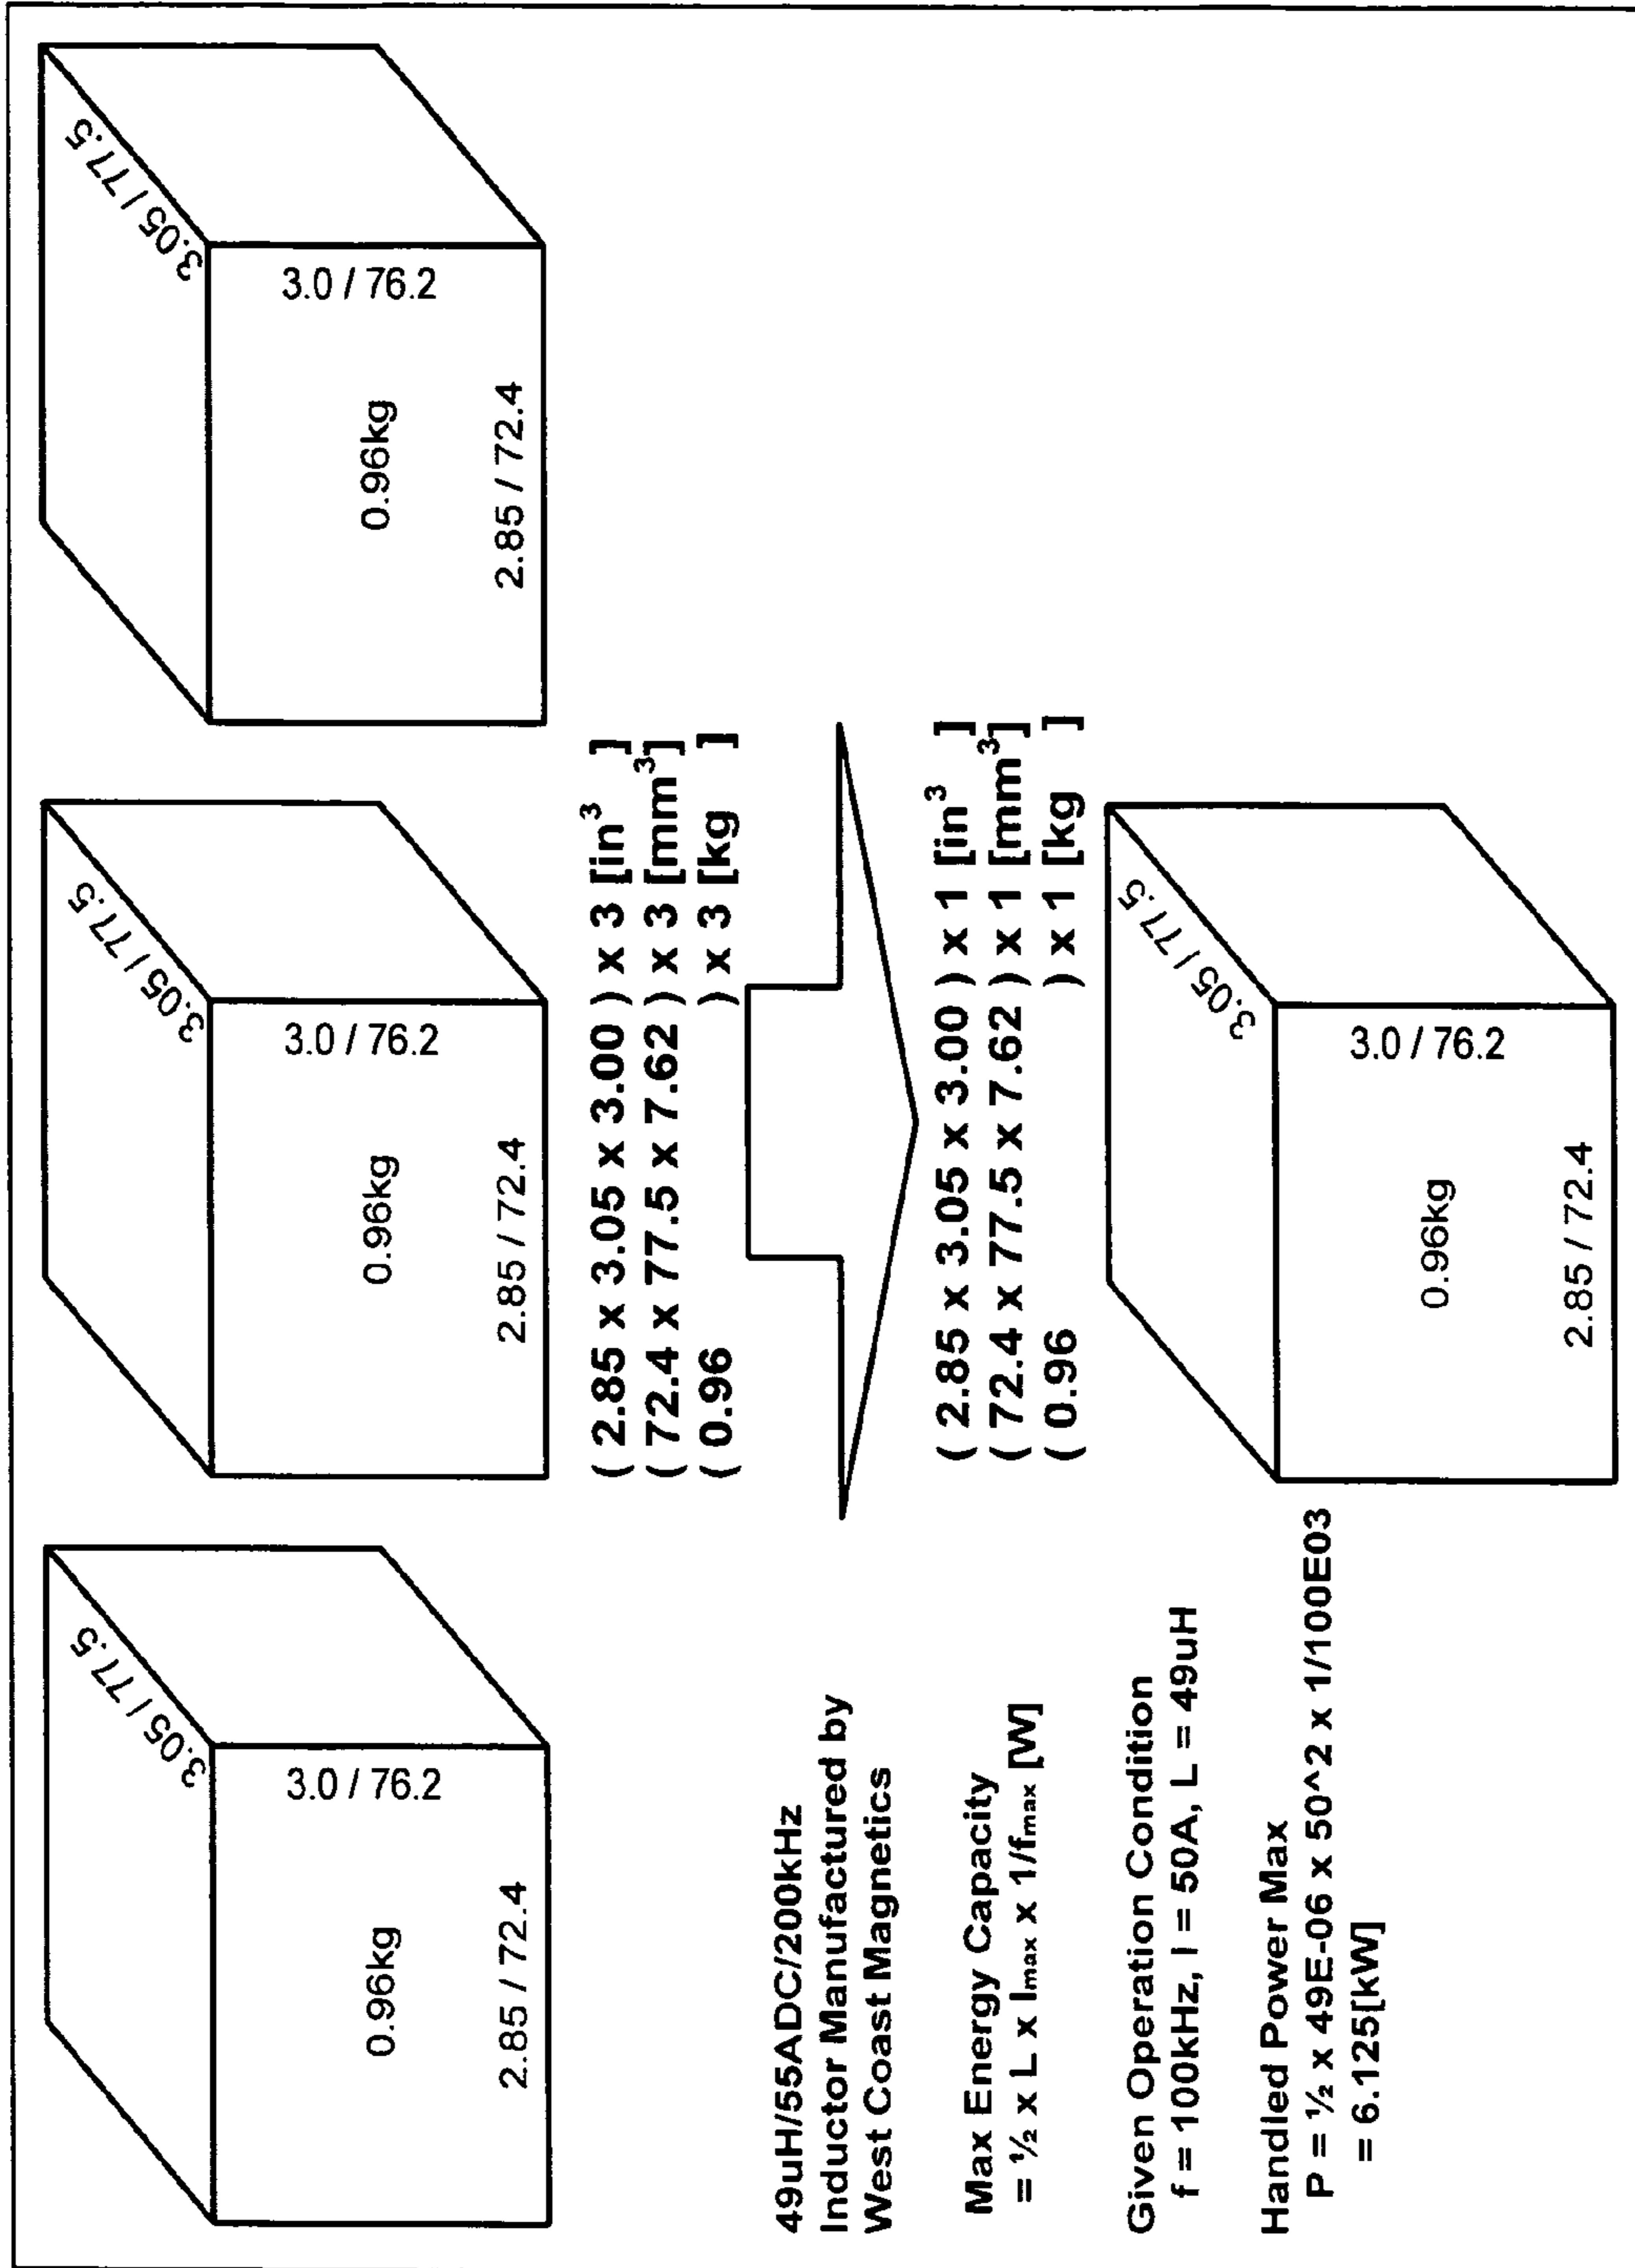 3.05 / 77.5
3.0 / 76.2
0.96kg
2.85 / 72.4
3.05 / 77.5
3.0 / 76.2
0.96kg
2.85 / 72.4
3.05 / 77.5
3.0 / 76.2
0.96kg
2.85 / 72.4
( 2.85 x 3.05 x 3.00 ) x 3 [in³ ]
( 72.4 x 77.5 x 7.62 ) x 3 [mm³]
( 0.96 ) x 3 [kg ]
49uH/55ADC/200kHz
Inductor Manufactured by
West Coast Magnetics
Max Energy Capacity
= ½ x L x Imax x 1/fmax [W]
Given Operation Condition
f = 100kHz, I = 50A, L = 49uH
Handled Power Max
P = ½ x 49E-06 x 50^2 x 1/100E03
= 6.125[kW]
( 2.85 x 3.05 x 3.00 ) x 1 [in³ ]
( 72.4 x 77.5 x 7.62 ) x 1 [mm³]
( 0.96 ) x 1 [kg ]
3.05 / 77.5
3.0 / 76.2
0.96kg
2.85 / 72.4